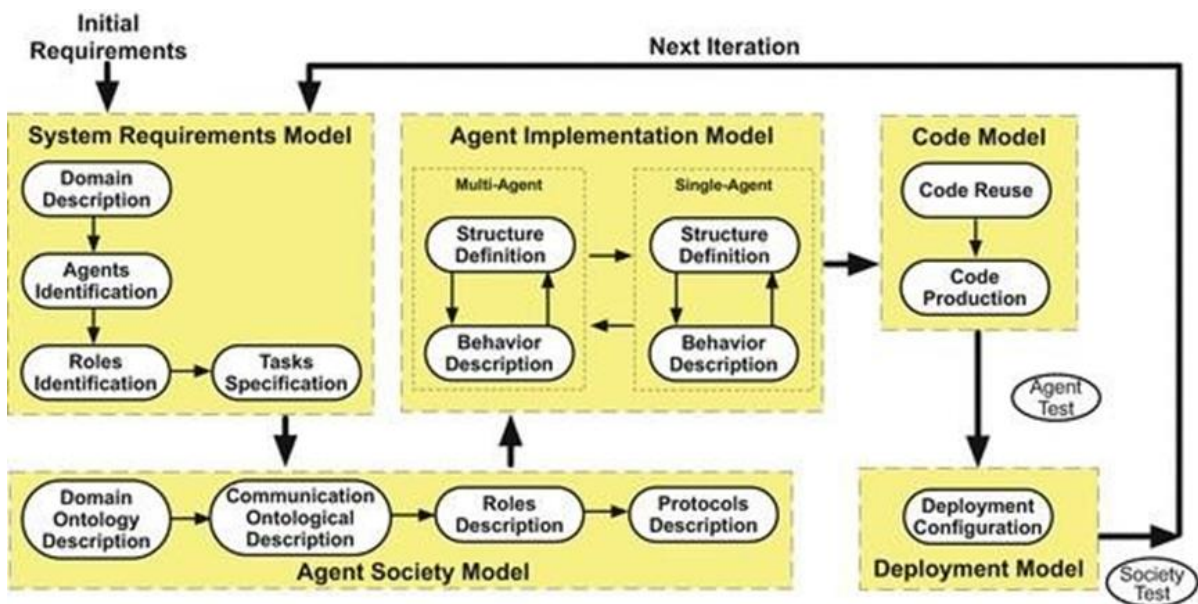 Initial
Requirements
Next Iteration
System Requirements Model
Domain
Description
Agents
Identification
Roles
Identification
Tasks
Specification
Agent Implementation Model
Multi-Agent
Structure
Definition
Behavior
Description
Single-Agent
Structure
Definition
Behavior
Description
Code Model
Code Reuse
Code
Production
Agent
Test
Domain
Ontology
Description
Communication
Ontological
Description
Roles
Description
Protocols
Description
Agent Society Model
Deployment
Configuration
Deployment Model
Society
Test